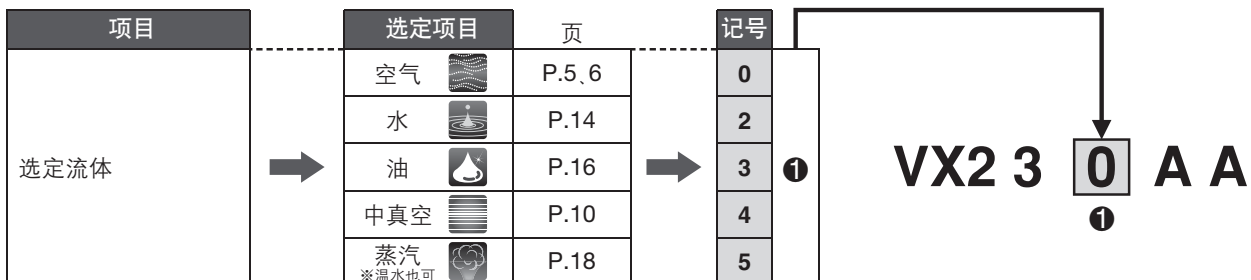 项目 选定项目 页 记号
空气 P.5、6 0
水 P.14 2
选定流体 油 P.16 3 ❶ VX2 3 0 A A
❶
中真空 P.10 4
蒸汽 P.18 5
※温水也可